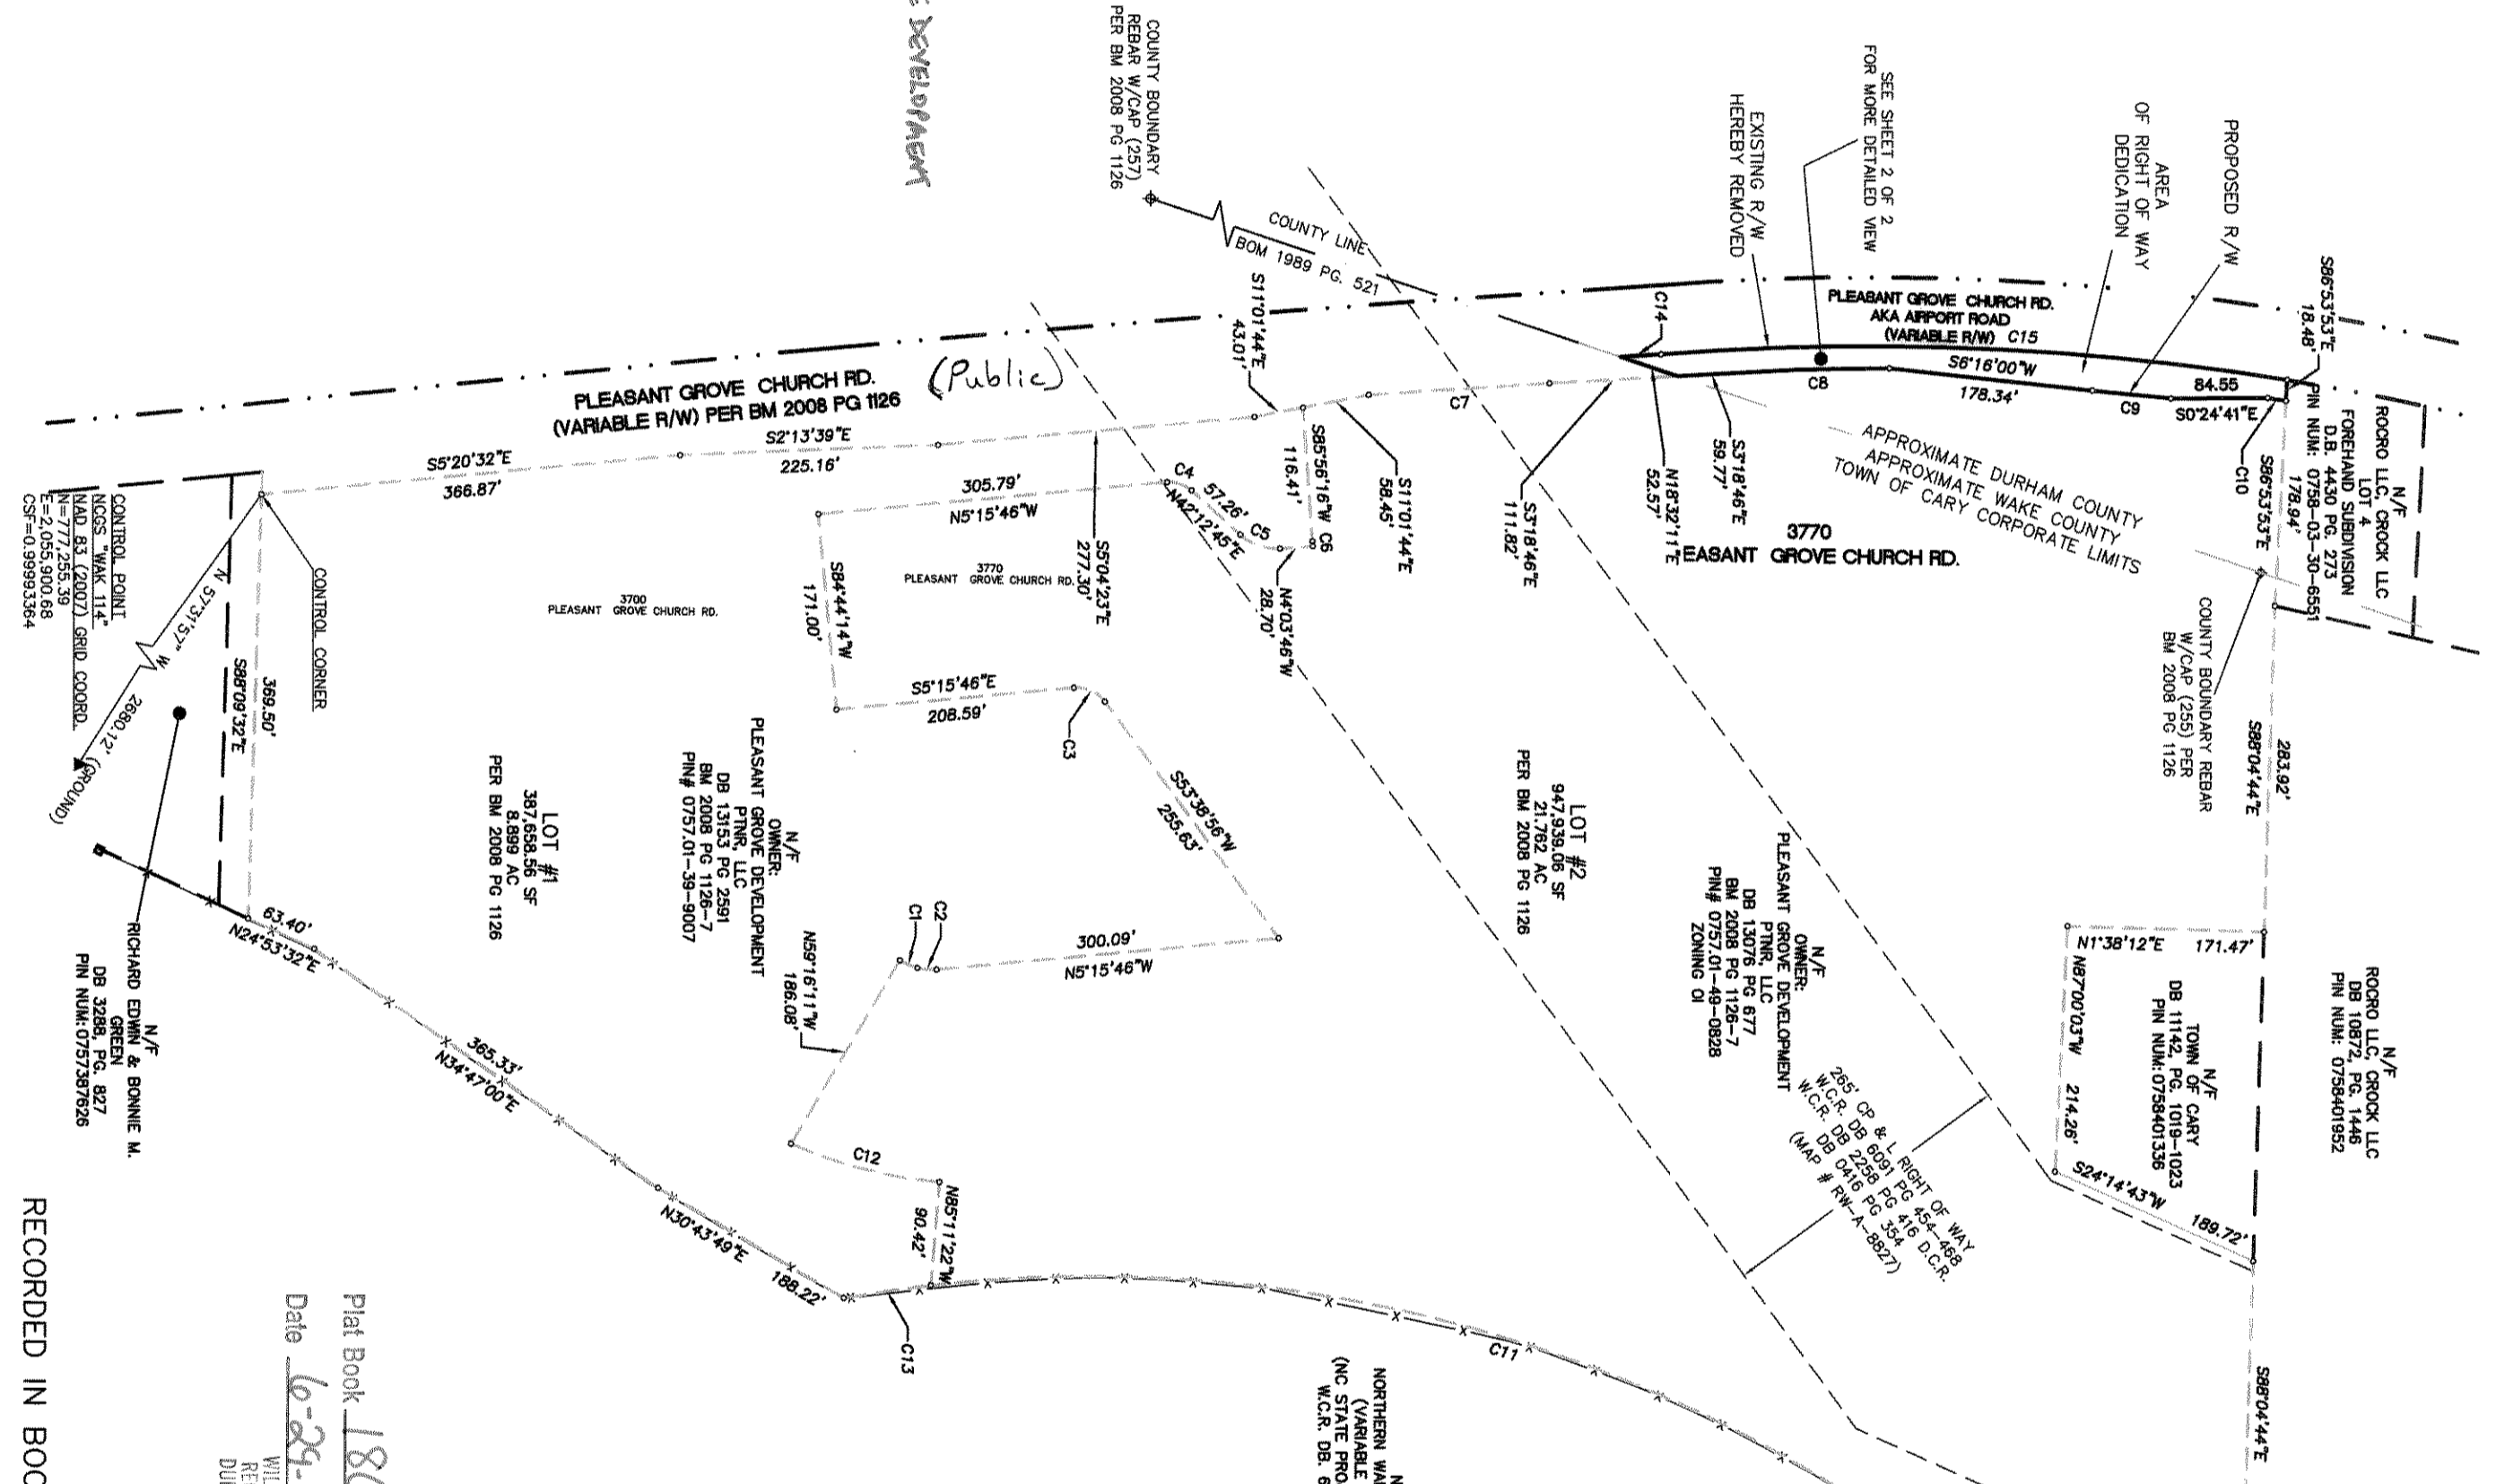 N/F
ROCRO LLC, CROCK LLC
LOT 4
FOREHAND SUBDIVISION
D.B. 4430 PG. 273
PIN NUM: 0758-03-30-6551
S86°53'53"E
18.48'
PROPOSED R/W
AREA
OF RIGHT OF WAY
DEDICATION
SEE SHEET 2 OF 2
FOR MORE DETAILED VIEW
EXISTING R/W
HEREBY REMOVED
PLEASANT GROVE CHURCH RD.
AKA AIRPORT ROAD
(VARIABLE R/W) C15
C14
S6°16'00"W
178.34'
84.55
S0°24'41"E
C8
C9
C10
S86°53'53"E
178.94'
S3°18'46"E
59.77'
N18°32'11"E
52.57'
S3°18'46"E
111.82'
C7
S11°01'44"E
58.45'
S11°01'44"E
43.01'
S85°56'16"W C6
116.41'
N4°03'46"W
28.70'
C4 57.26' C5
N42°12'45"E
COUNTY BOUNDARY
REBAR W/CAP (257)
PER BM 2008 PG 1126
COUNTY LINE
BOM 1989 PG. 521
DEVELOPMENT
APPROXIMATE DURHAM COUNTY
APPROXIMATE WAKE COUNTY
TOWN OF CARY CORPORATE LIMITS
3770
EASANT GROVE CHURCH RD.
COUNTY BOUNDARY REBAR
W/CAP (255) PER
BM 2008 PG 1126
283.92'
S88°04'44"E
N/F
ROCRO LLC, CROCK LLC
DB 10872, PG. 1446
PIN NUM: 0758401952
N1°38'12"E 171.47'
N/F
TOWN OF CARY
DB 11142, PG. 1019-1023
PIN NUM:0758401336
N87°00'03"W 214.26'
S24°14'43"W 189.72'
S88°04'44"E
265' CP & L RIGHT OF WAY
W.C.R. DB 6091 PG 454-468
W.C.R. DB 2258 PG 416 D.C.R.
DB 0416 PG 354
(MAP # RW-A-8827)
N/F
OWNER:
PLEASANT GROVE DEVELOPMENT
PTNR, LLC
DB 13076 PG 677
BM 2008 PG 1126-7
PIN# 0757.01-49-0828
ZONING OI
LOT #2
947,939.06 SF
21.762 AC
PER BM 2008 PG 1126
(Public)
PLEASANT GROVE CHURCH RD.
(VARIABLE R/W) PER BM 2008 PG 1126
S5°04'23"E
277.30'
S2°13'39"E
225.16'
S5°20'32"E
366.87'
305.79'
N5°15'46"W
3770
PLEASANT GROVE CHURCH RD.
3700
PLEASANT GROVE CHURCH RD.
S84°44'14"W
171.00'
S5°15'46"E
208.59'
C3
S53°38'56"W
255.63'
300.09'
N5°15'46"W
C2
C1
N59°16'11"W
186.08'
C12
N85°11'22"W
90.42'
N/F
OWNER:
PLEASANT GROVE DEVELOPMENT
PTNR, LLC
DB 13153 PG 2591
BM 2008 PG 1126-7
PIN# 0757.01-39-9007
LOT #1
387,658.56 SF
8.899 AC
PER BM 2008 PG 1126
CONTROL CORNER
369.50'
S88°09'32"E
N 57°31'57" W
2680.12' (GROUND)
CONTROL POINT
NCGS "WAK 114"
NAD 83 (2007) GRID COORD.
N=777,255.39
E=2,055,900.68
CSF=0.99993364
63.40'
N24°53'32"E
365.33'
N34°47'00"E
N30°43'49"E 188.22'
N/F
RICHARD EDWIN & BONNIE M.
GREEN
DB 3288, PG. 827
PIN NUM:0757387626
C13
C11
N
NORTHERN WA
(VARIABLE
(NC STATE PRO
W.C.R. DB. 6
Plat Book 18
Date 6-29-
WIL
RE
DU
RECORDED IN BOO